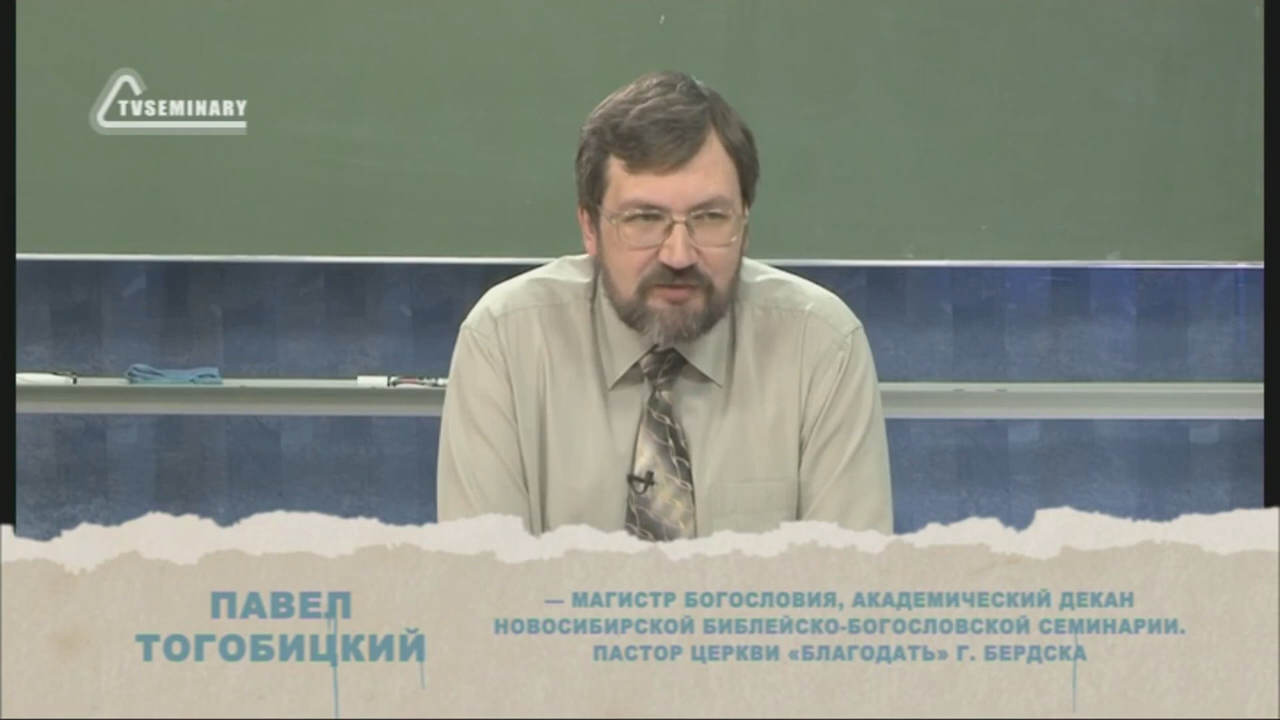 TVSEMINARY
ПАВЕЛ
ТОГОБИЦКИЙ
— МАГИСТР БОГОСЛОВИЯ, АКАДЕМИЧЕСКИЙ ДЕКАН
НОВОСИБИРСКОЙ БИБЛЕЙСКО-БОГОСЛОВСКОЙ СЕМИНАРИИ.
ПАСТОР ЦЕРКВИ «БЛАГОДАТЬ» Г. БЕРДСКА